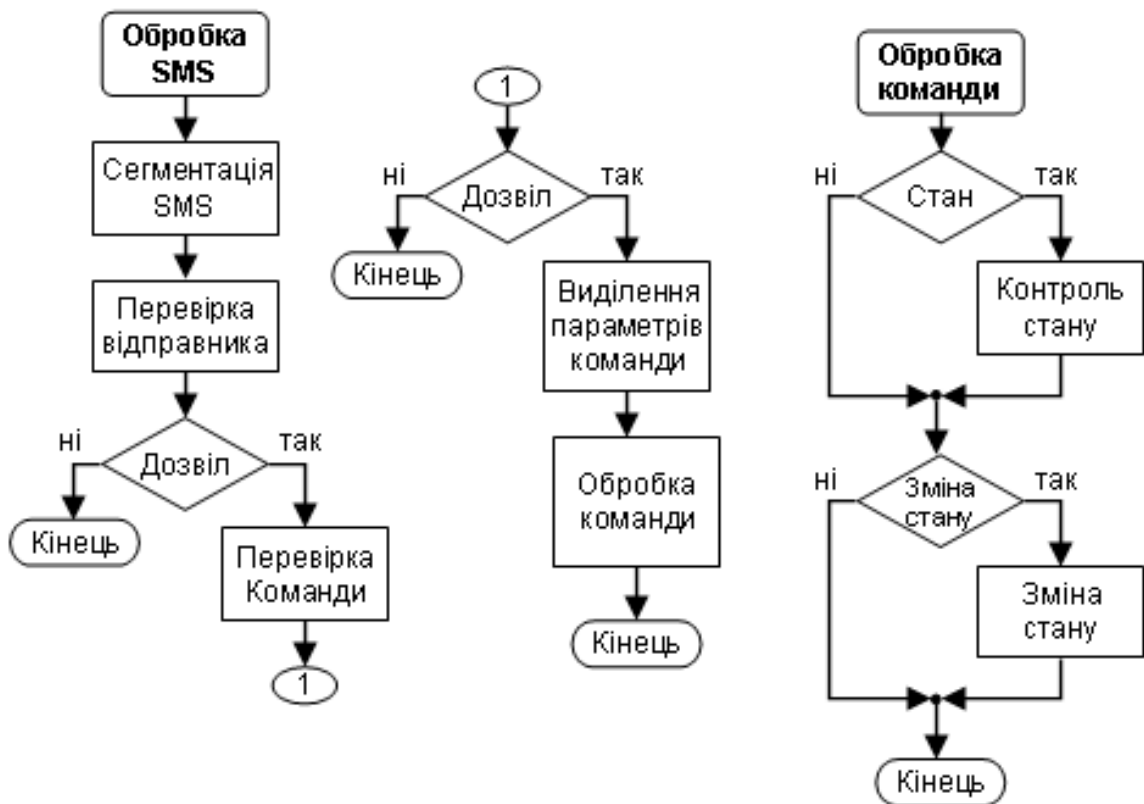 Обробка
SMS
Сегментація
SMS
Перевірка
відправника
ні
так
Дозвіл
Кінець
Перевірка
Команди
1
1
ні
так
Дозвіл
Кінець
Виділення
параметрів
команди
Обробка
команди
Кінець
Обробка
команди
ні
так
Стан
Контроль
стану
ні
так
Зміна
стану
Зміна
стану
Кінець